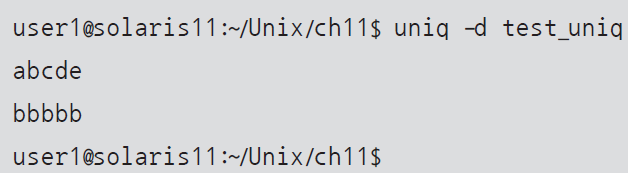 user1@solaris11:~/Unix/ch11$ uniq -d test_uniq
abcde
bbbbb
user1@solaris11:~/Unix/ch11$